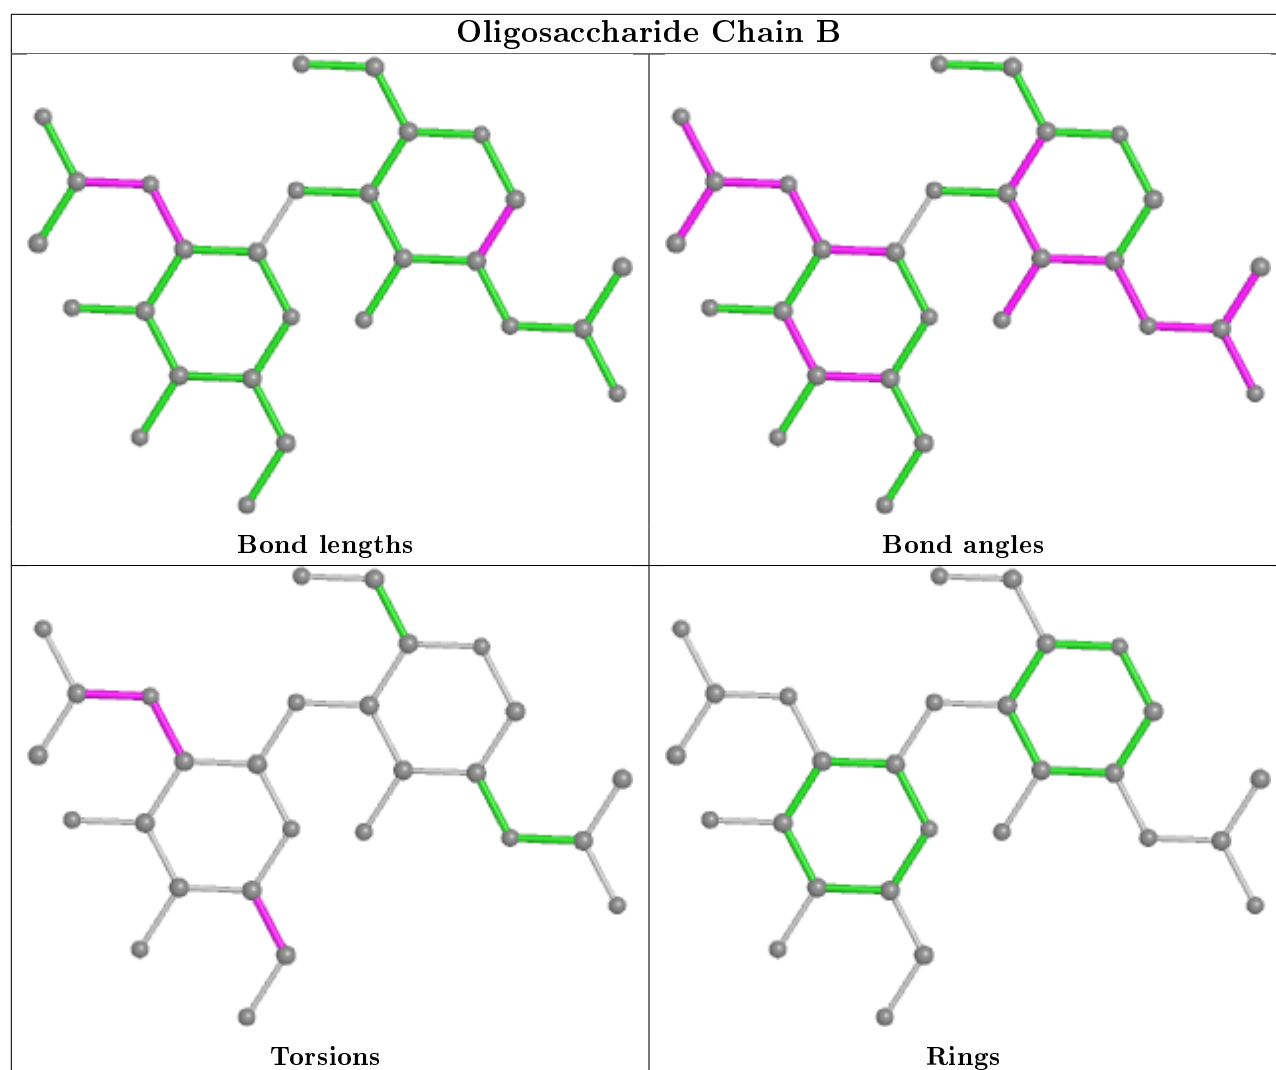 Oligosaccharide Chain B
Bond lengths
Bond angles
Torsions
Rings